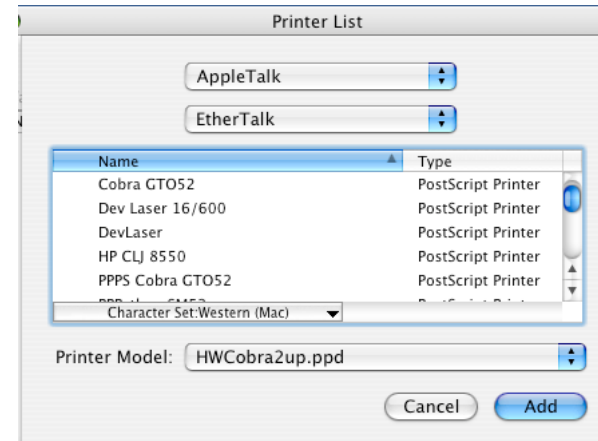 Printer List
AppleTalk
EtherTalk
Name Type
Cobra GTO52 PostScript Printer
Dev Laser 16/600 PostScript Printer
DevLaser PostScript Printer
HP CLJ 8550 PostScript Printer
PPPS Cobra GTO52 PostScript Printer
Character Set:Western (Mac)
Printer Model: HWCobra2up.ppd
Cancel Add